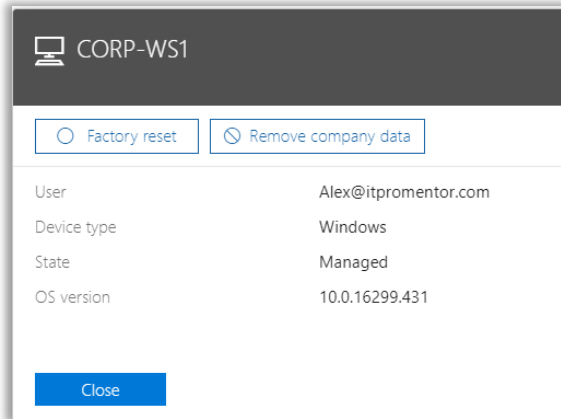 CORP-WS1
Factory reset Remove company data
User Alex@itpromentor.com
Device type Windows
State Managed
OS version 10.0.16299.431
Close